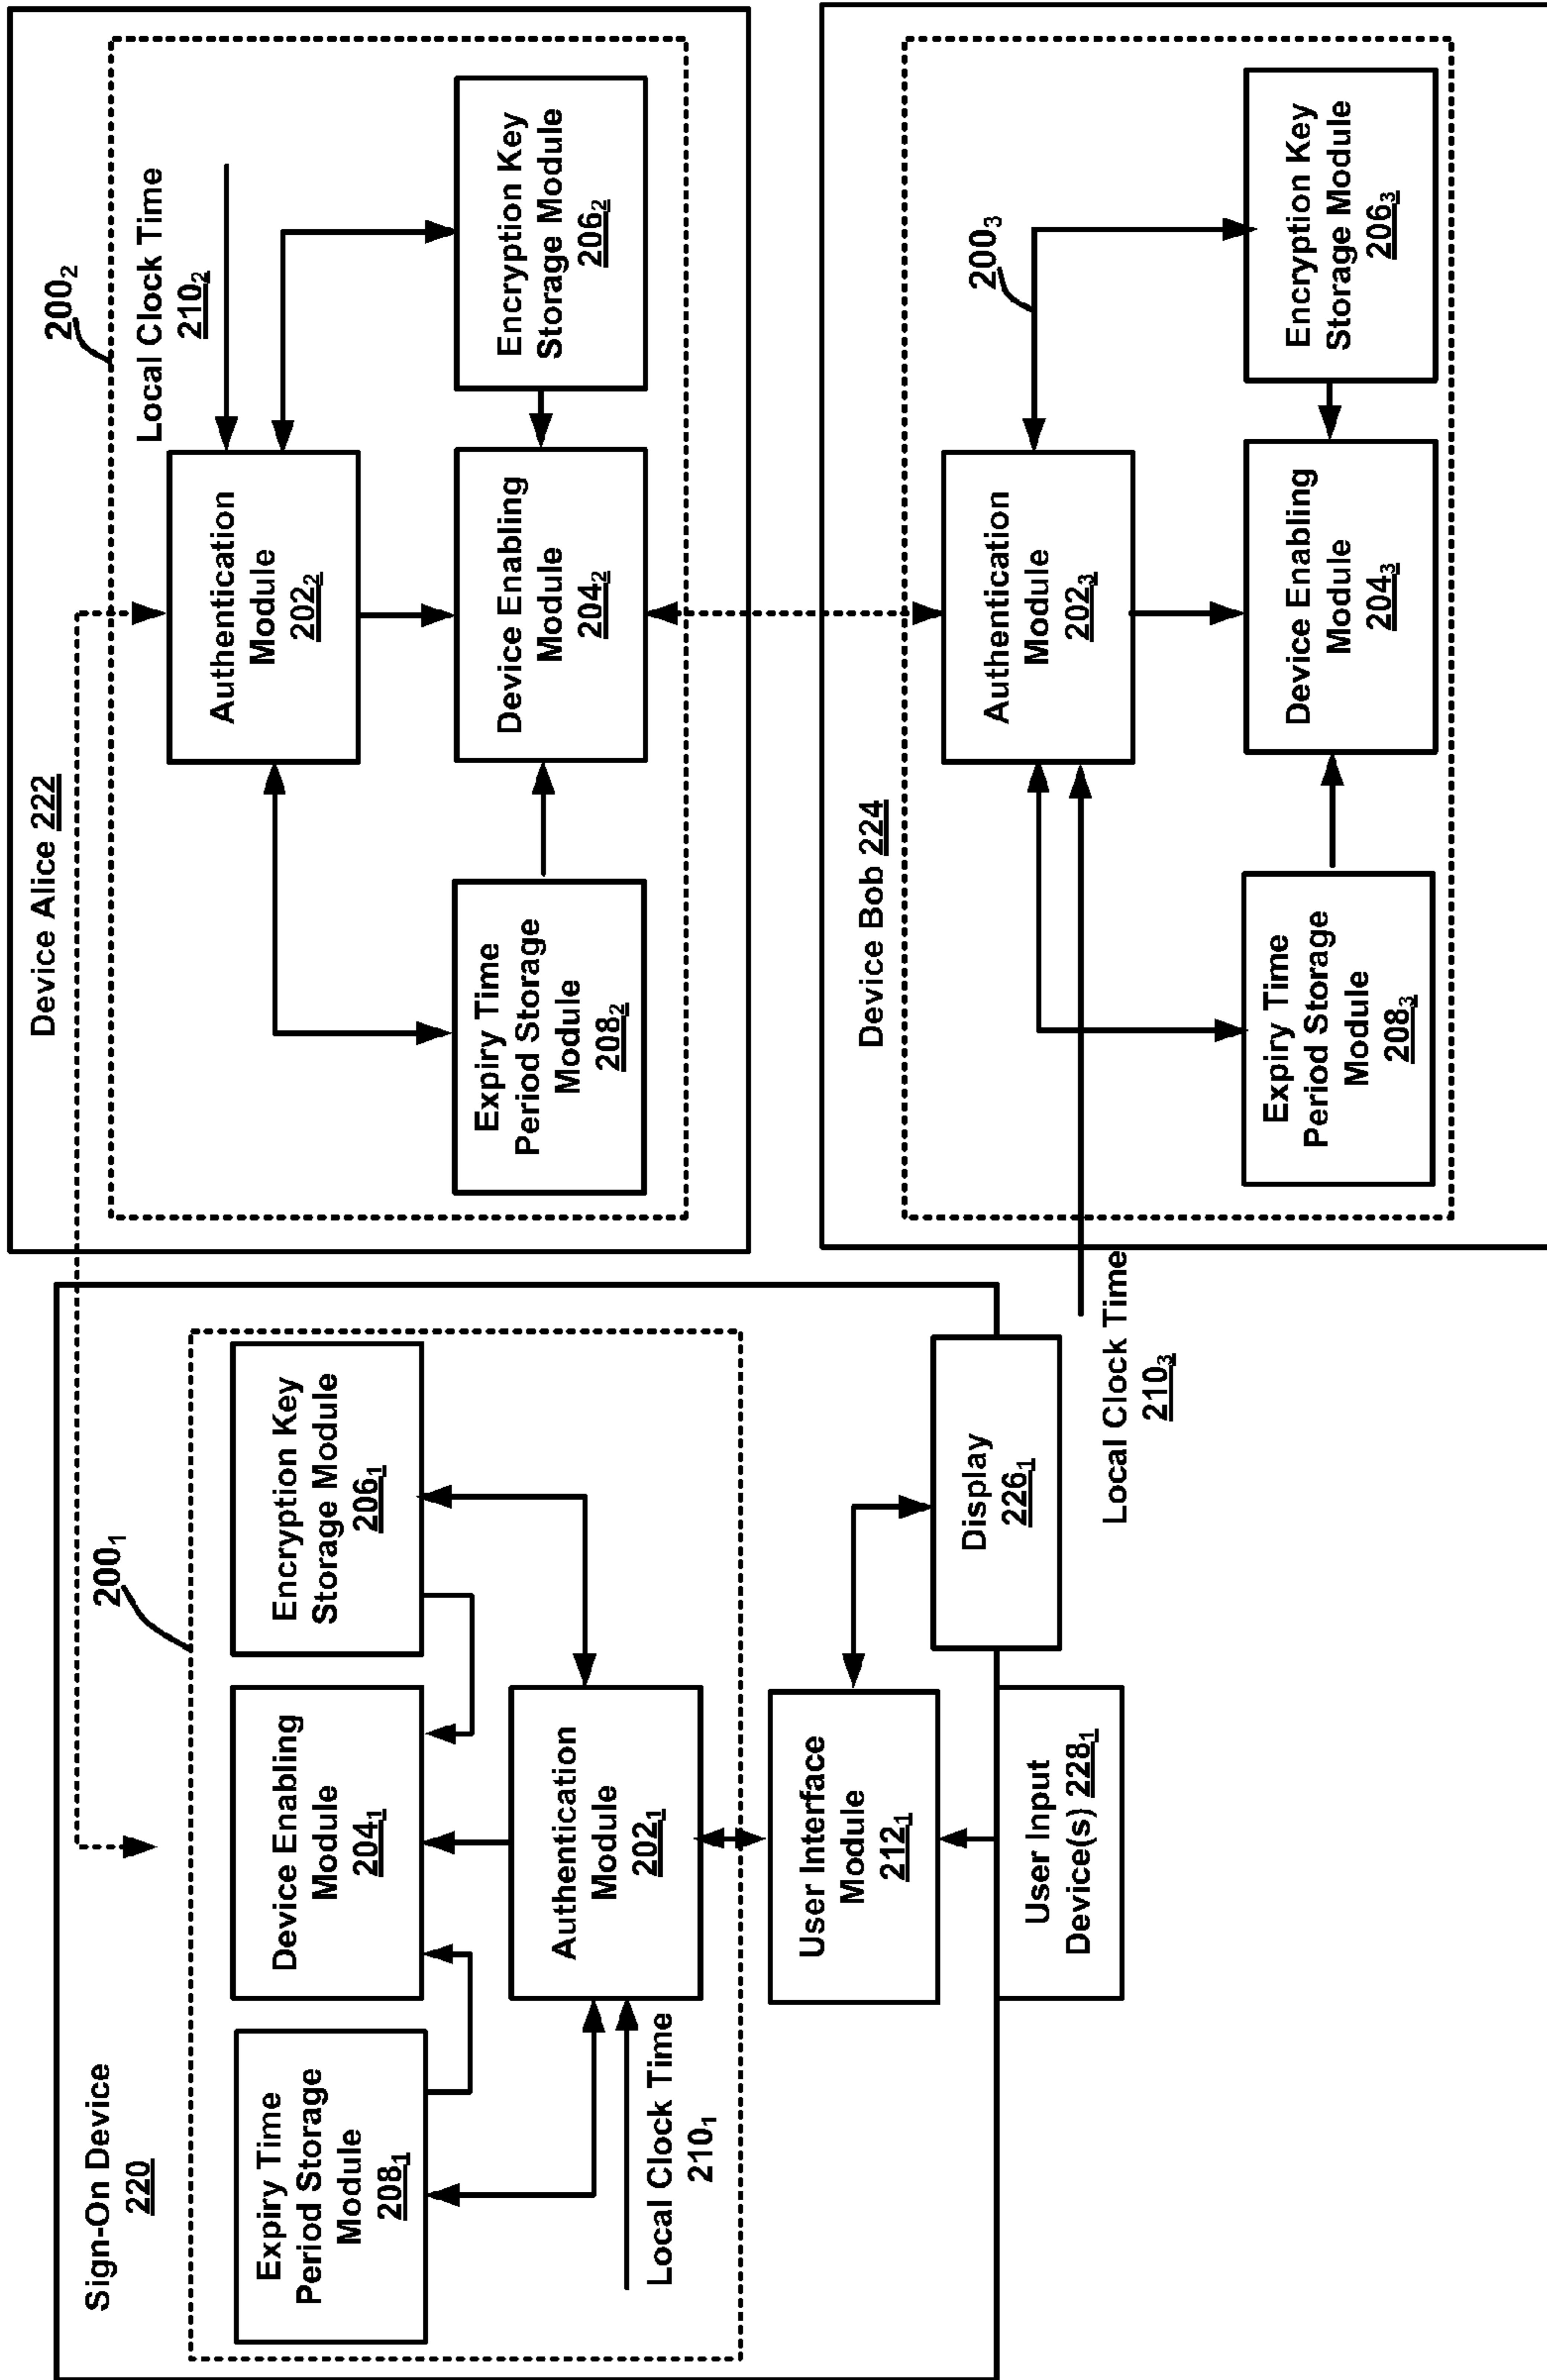 Sign-On Device
220
200₁
Expiry Time
Period Storage
Module
208₁
Device Enabling
Module
204₁
Encryption Key
Storage Module
206₁
Authentication
Module
202₁
Local Clock Time
210₁
User Interface
Module
212₁
Display
226₁
User Input
Device(s) 228₁
Device Alice 222
200₂
Local Clock Time
210₂
Authentication
Module
202₂
Expiry Time
Period Storage
Module
208₂
Device Enabling
Module
204₂
Encryption Key
Storage Module
206₂
Device Bob 224
200₃
Authentication
Module
202₃
Expiry Time
Period Storage
Module
208₃
Device Enabling
Module
204₃
Encryption Key
Storage Module
206₃
Local Clock Time
210₃